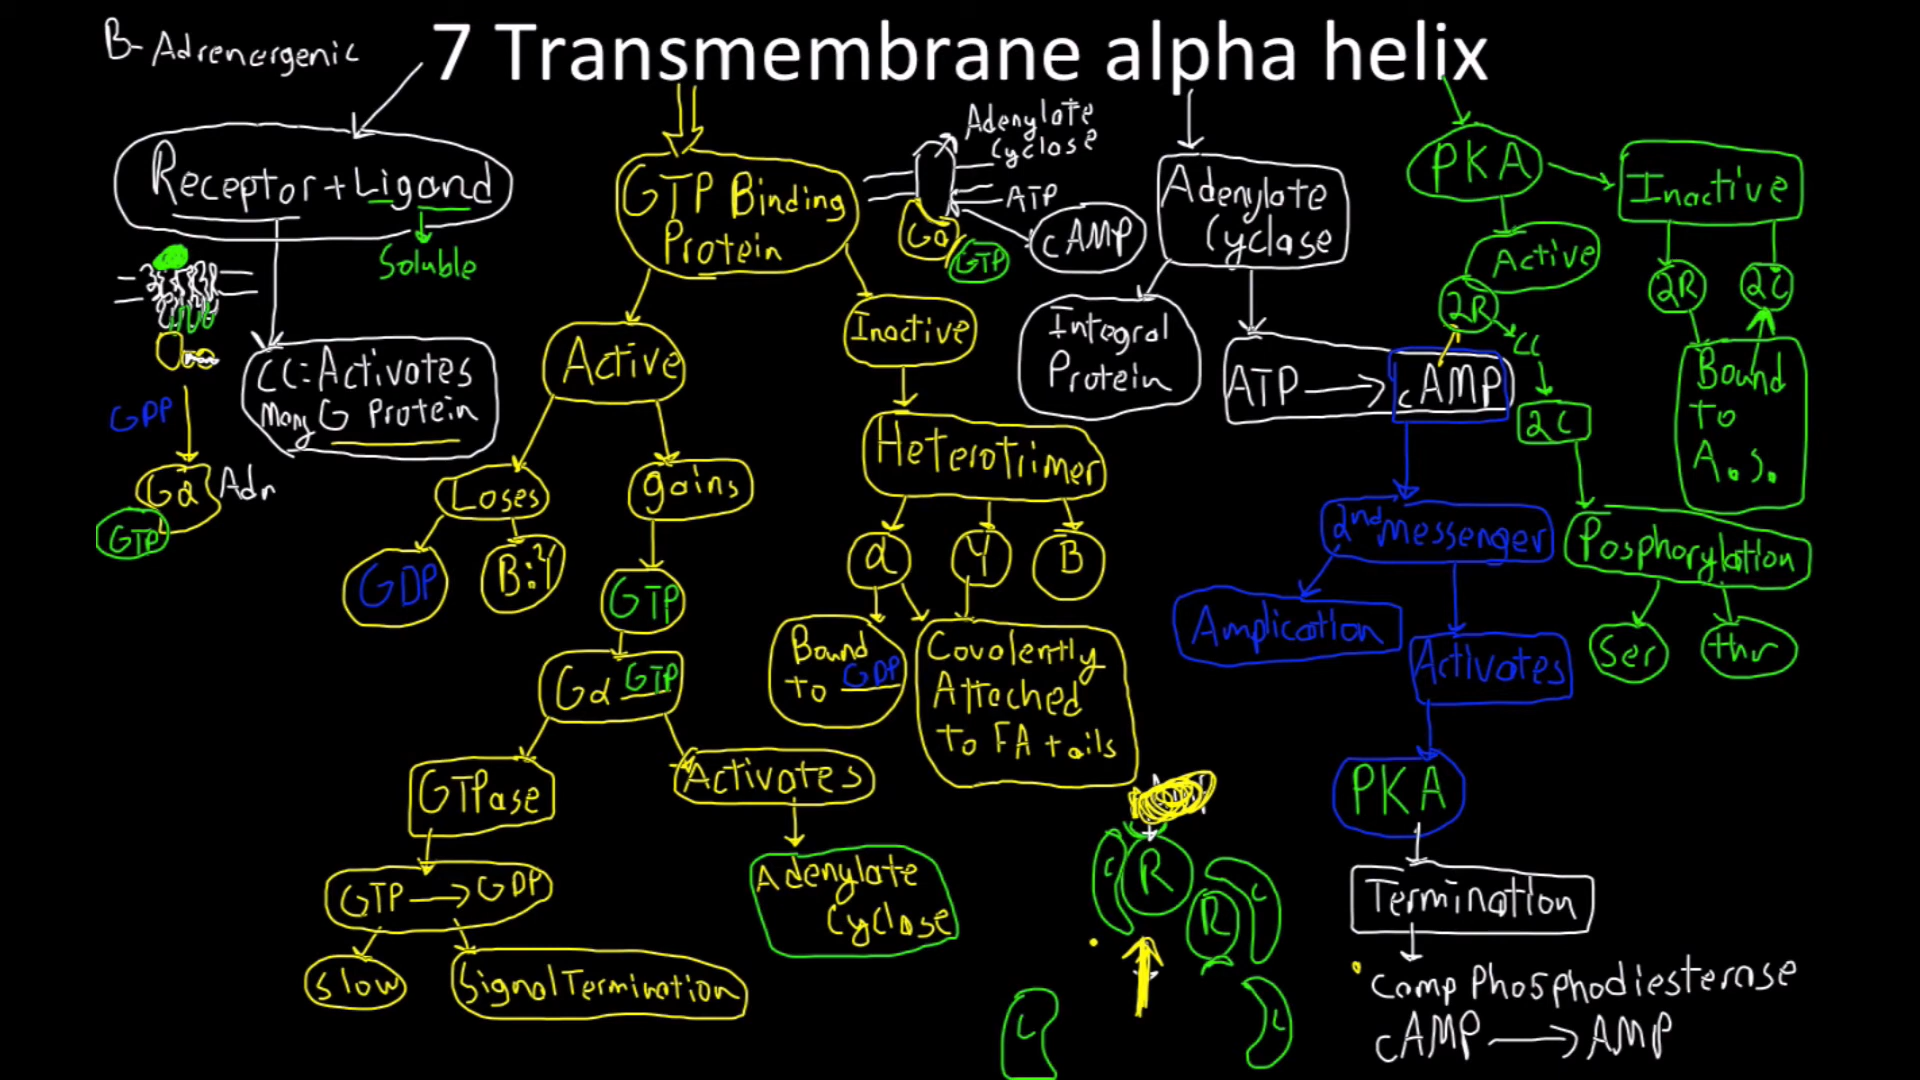 B-Adrenergenic
7 Transmembrane alpha helix
Receptor + Ligand
Soluble
CC: Activates
Many G Protein
GDP
Gα
Adn
GTP
GTP Binding
Protein
Active
Loses
GDP
B:γ
gains
GTP
Gα GTP
GTPase
GTP → GDP
Slow
Signal Termination
Activates
Adenylate
Cyclase
Inactive
Heterotrimer
α
γ
B
Bound
to GDP
Covalently
Attached
to FA tails
Adenylate
Cyclose
ATP
Gα
GTP
cAMP
Adenylate
Cyclase
Integral
Protein
ATP → cAMP
2nd Messenger
Amplication
Activates
PKA
Termination
Camp Phosphodiesterase
cAMP → AMP
PKA
Active
2R
CC
2C
Posphorylation
Ser
thr
Inactive
2R
2C
Bound
to
A.S.
C
R
R
C
C
C